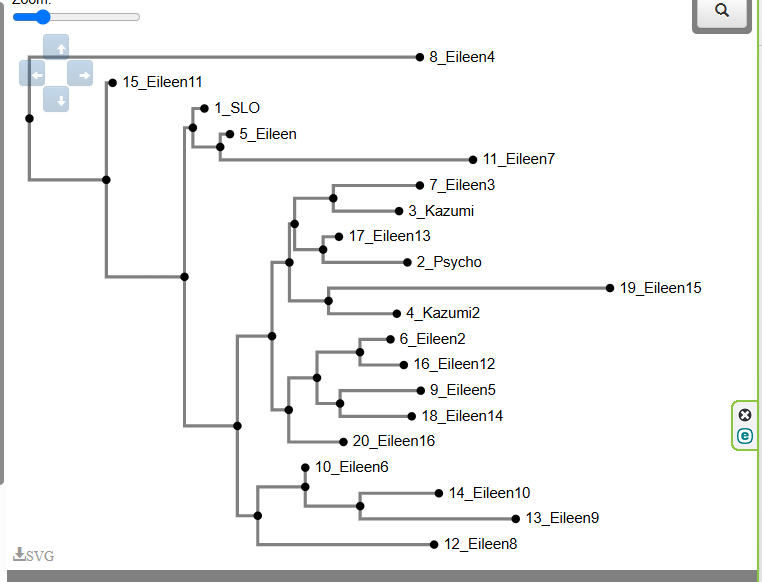 Zoom:
8_Eileen4
15_Eileen11
1_SLO
5_Eileen
11_Eileen7
7_Eileen3
3_Kazumi
17_Eileen13
2_Psycho
19_Eileen15
4_Kazumi2
6_Eileen2
16_Eileen12
9_Eileen5
18_Eileen14
20_Eileen16
10_Eileen6
14_Eileen10
13_Eileen9
12_Eileen8
SVG